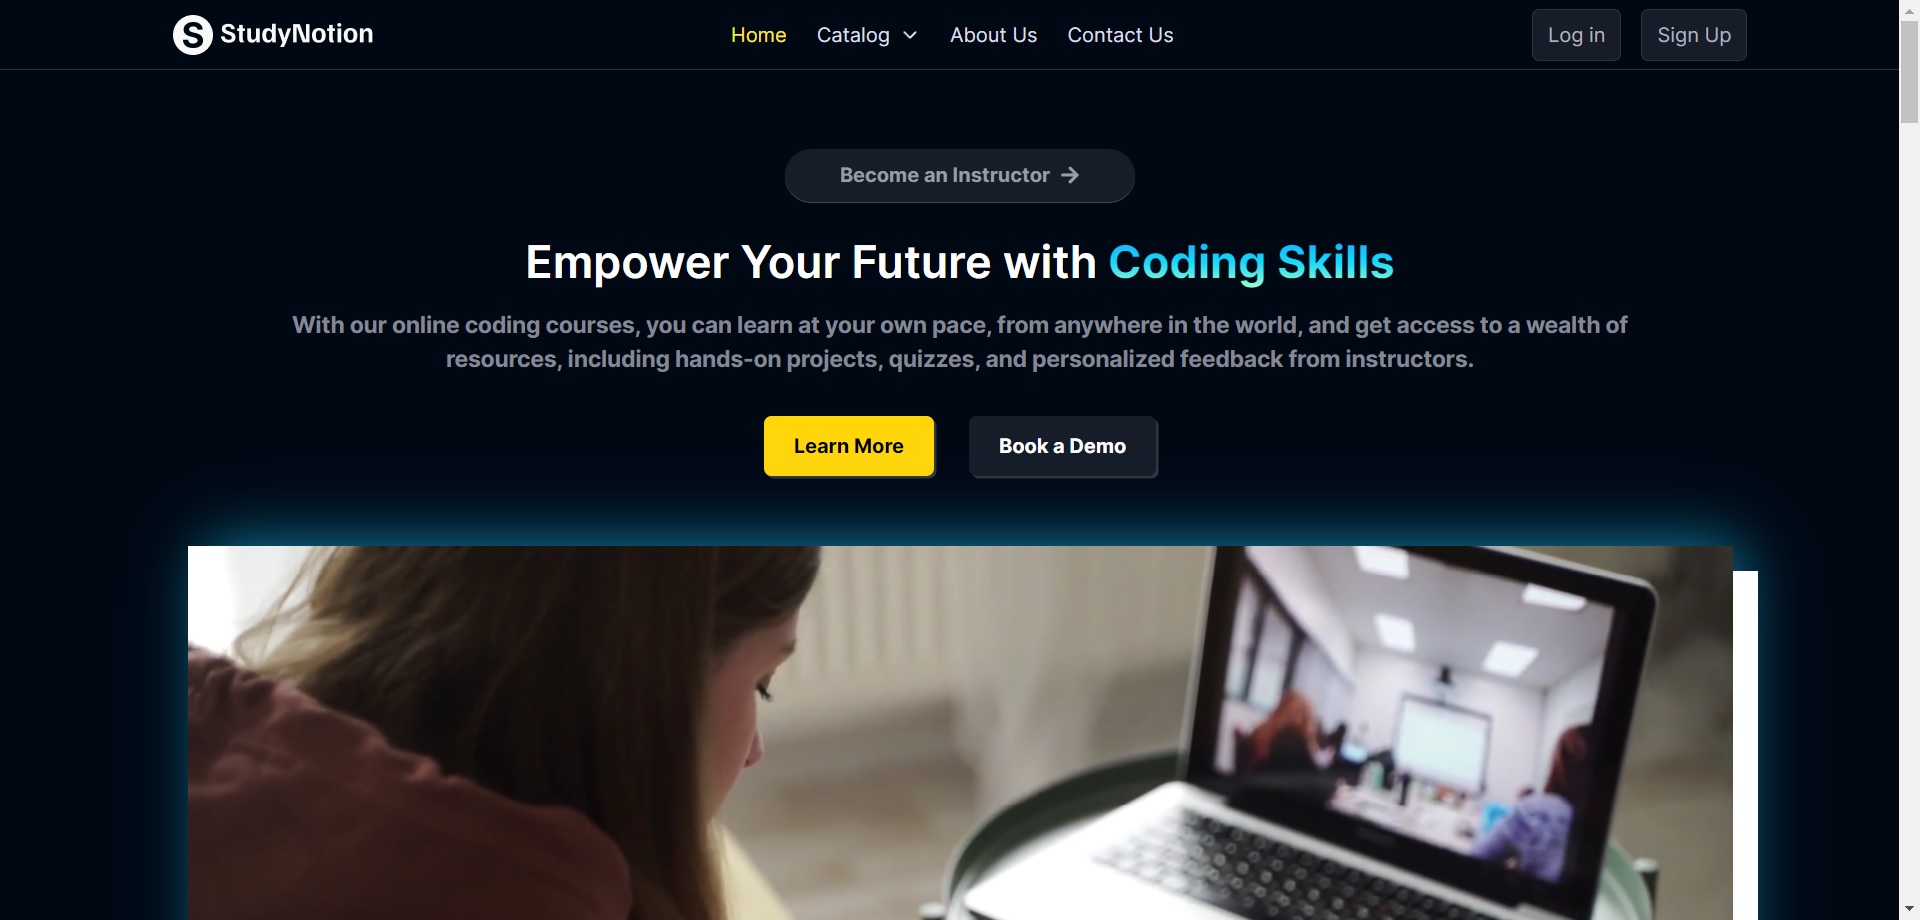 S StudyNotion
Home Catalog About Us Contact Us
Log in Sign Up
Become an Instructor →
Empower Your Future with Coding Skills
With our online coding courses, you can learn at your own pace, from anywhere in the world, and get access to a wealth of
resources, including hands-on projects, quizzes, and personalized feedback from instructors.
Learn More Book a Demo